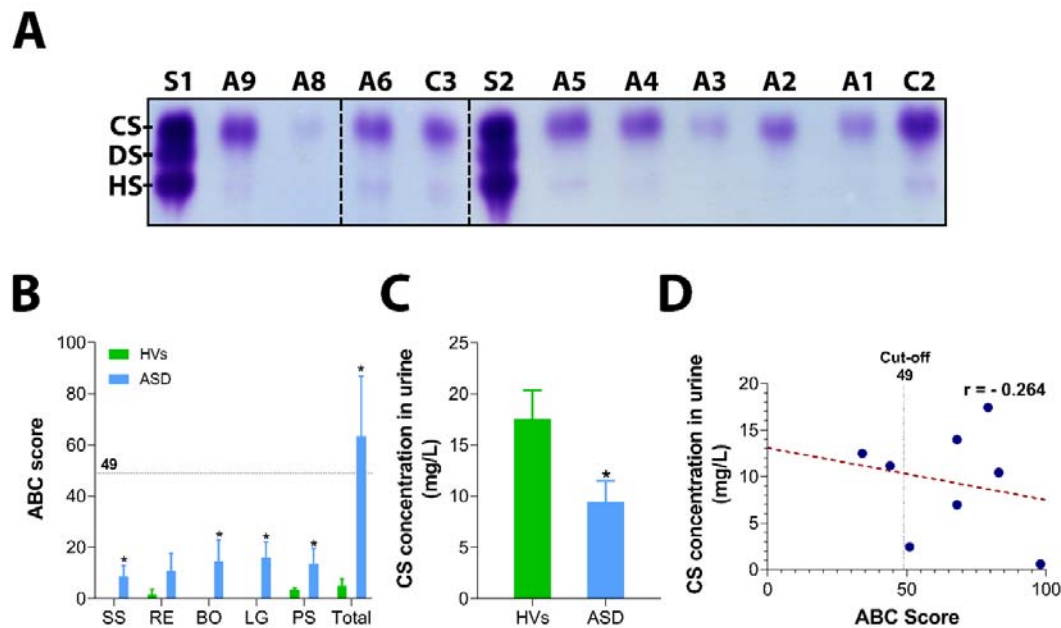 A
S1 A9 A8 A6 C3 S2 A5 A4 A3 A2 A1 C2
CS
DS
HS
B
100
80
60
40
20
0
ABC score
HVs
ASD
49
*
*
*
*
*
SS RE BO LG PS Total
C
25
20
15
10
5
0
CS concentration in urine
(mg/L)
*
HVs ASD
D
Cut-off
49
r = - 0.264
20
15
10
5
0
CS concentration in urine
(mg/L)
0 50 100
ABC Score